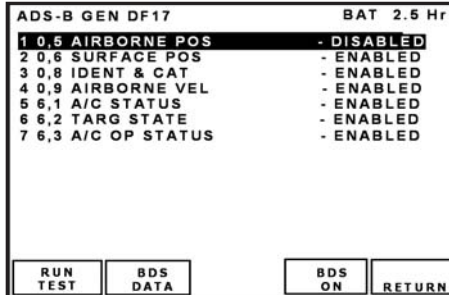 ADS-B GEN DF17 BAT 2.5 Hr
1 0,5 AIRBORNE POS - DISABLED
2 0,6 SURFACE POS - ENABLED
3 0,8 IDENT & CAT - ENABLED
4 0,9 AIRBORNE VEL - ENABLED
5 6,1 A/C STATUS - ENABLED
6 6,2 TARG STATE - ENABLED
7 6,3 A/C OP STATUS - ENABLED
RUN TEST
BDS DATA
BDS ON
RETURN